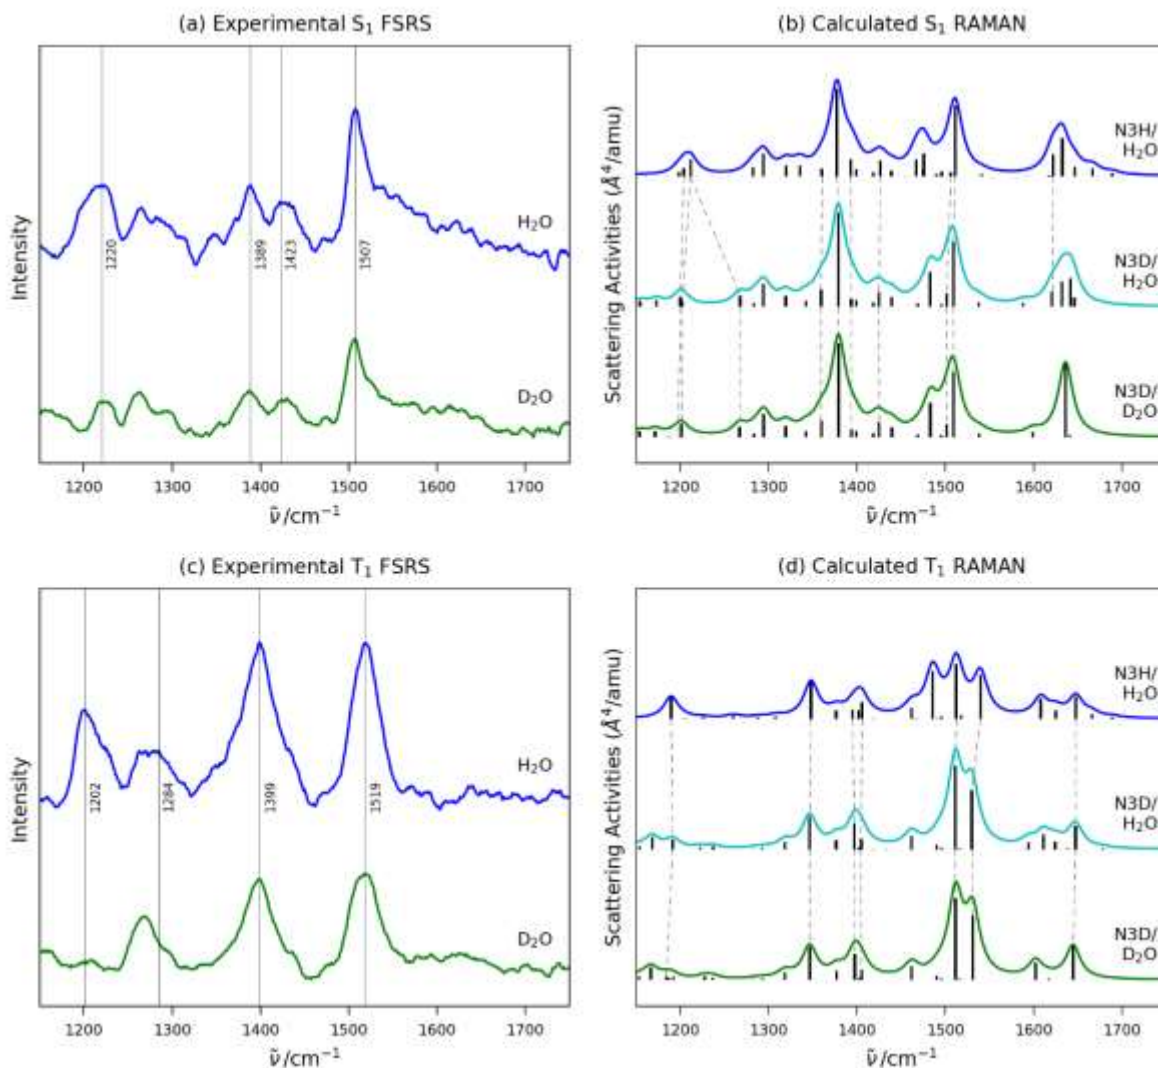 (a) Experimental S₁ FSRS
Intensity
H₂O
1220
1389
1423
1507
D₂O
1200 1300 1400 1500 1600 1700
ṽ/cm⁻¹
(b) Calculated S₁ RAMAN
Scattering Activities (Å⁴/amu)
N3H/
H₂O
N3D/
H₂O
N3D/
D₂O
1200 1300 1400 1500 1600 1700
ṽ/cm⁻¹
(c) Experimental T₁ FSRS
Intensity
H₂O
1202
1284
1399
1519
D₂O
1200 1300 1400 1500 1600 1700
ṽ/cm⁻¹
(d) Calculated T₁ RAMAN
Scattering Activities (Å⁴/amu)
N3H/
H₂O
N3D/
H₂O
N3D/
D₂O
1200 1300 1400 1500 1600 1700
ṽ/cm⁻¹